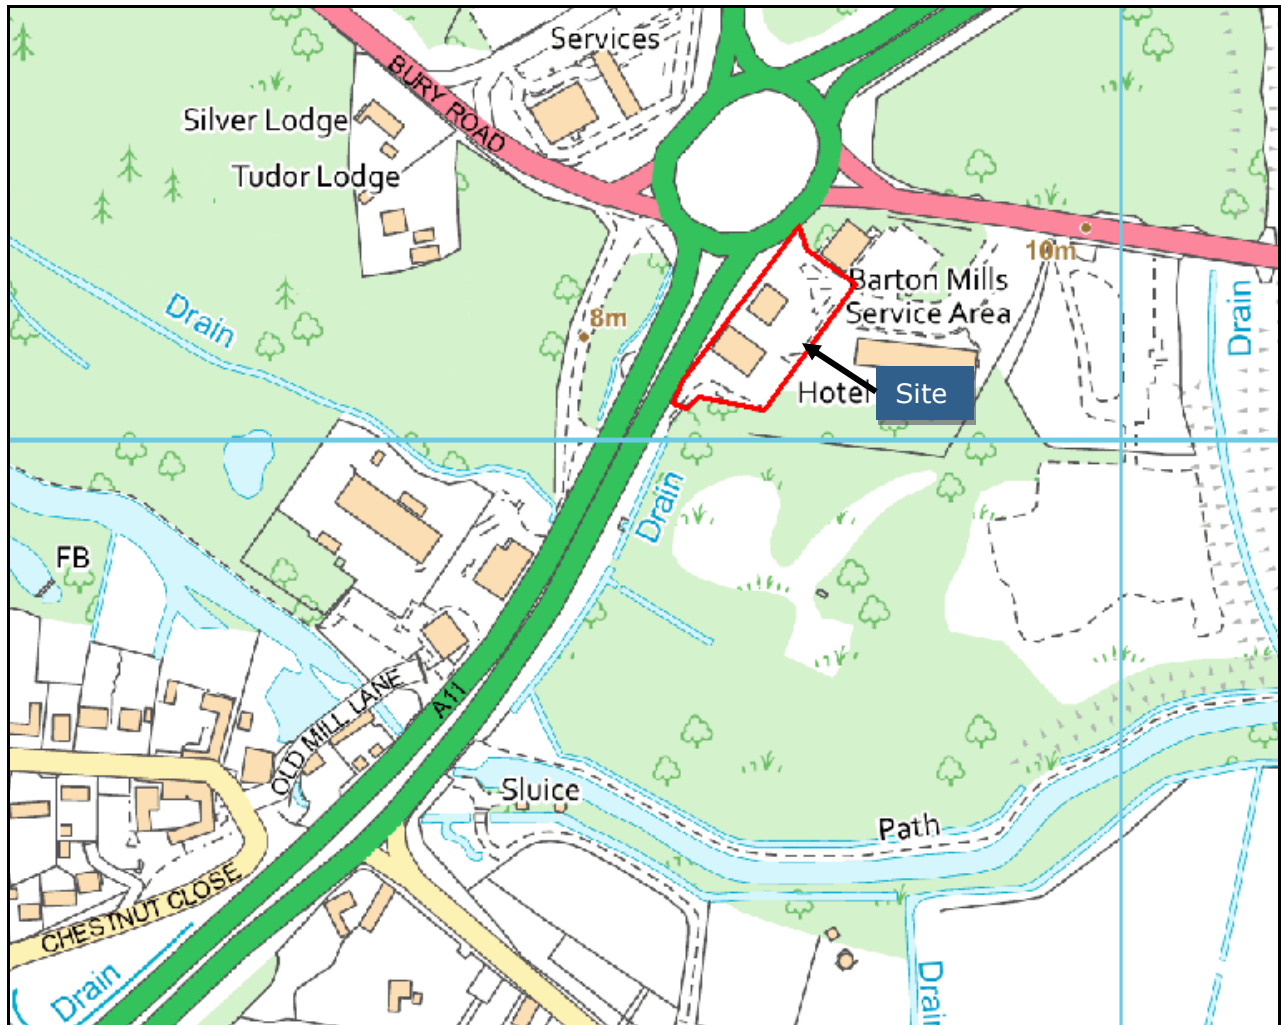 Services
BURY ROAD
Silver Lodge
Tudor Lodge
10m
Barton Mills
Service Area
Drain
Drain
8m
Hotel
Site
Drain
FB
A11
OLD MILL LANE
Sluice
Path
CHESTNUT CLOSE
Drain
Drain